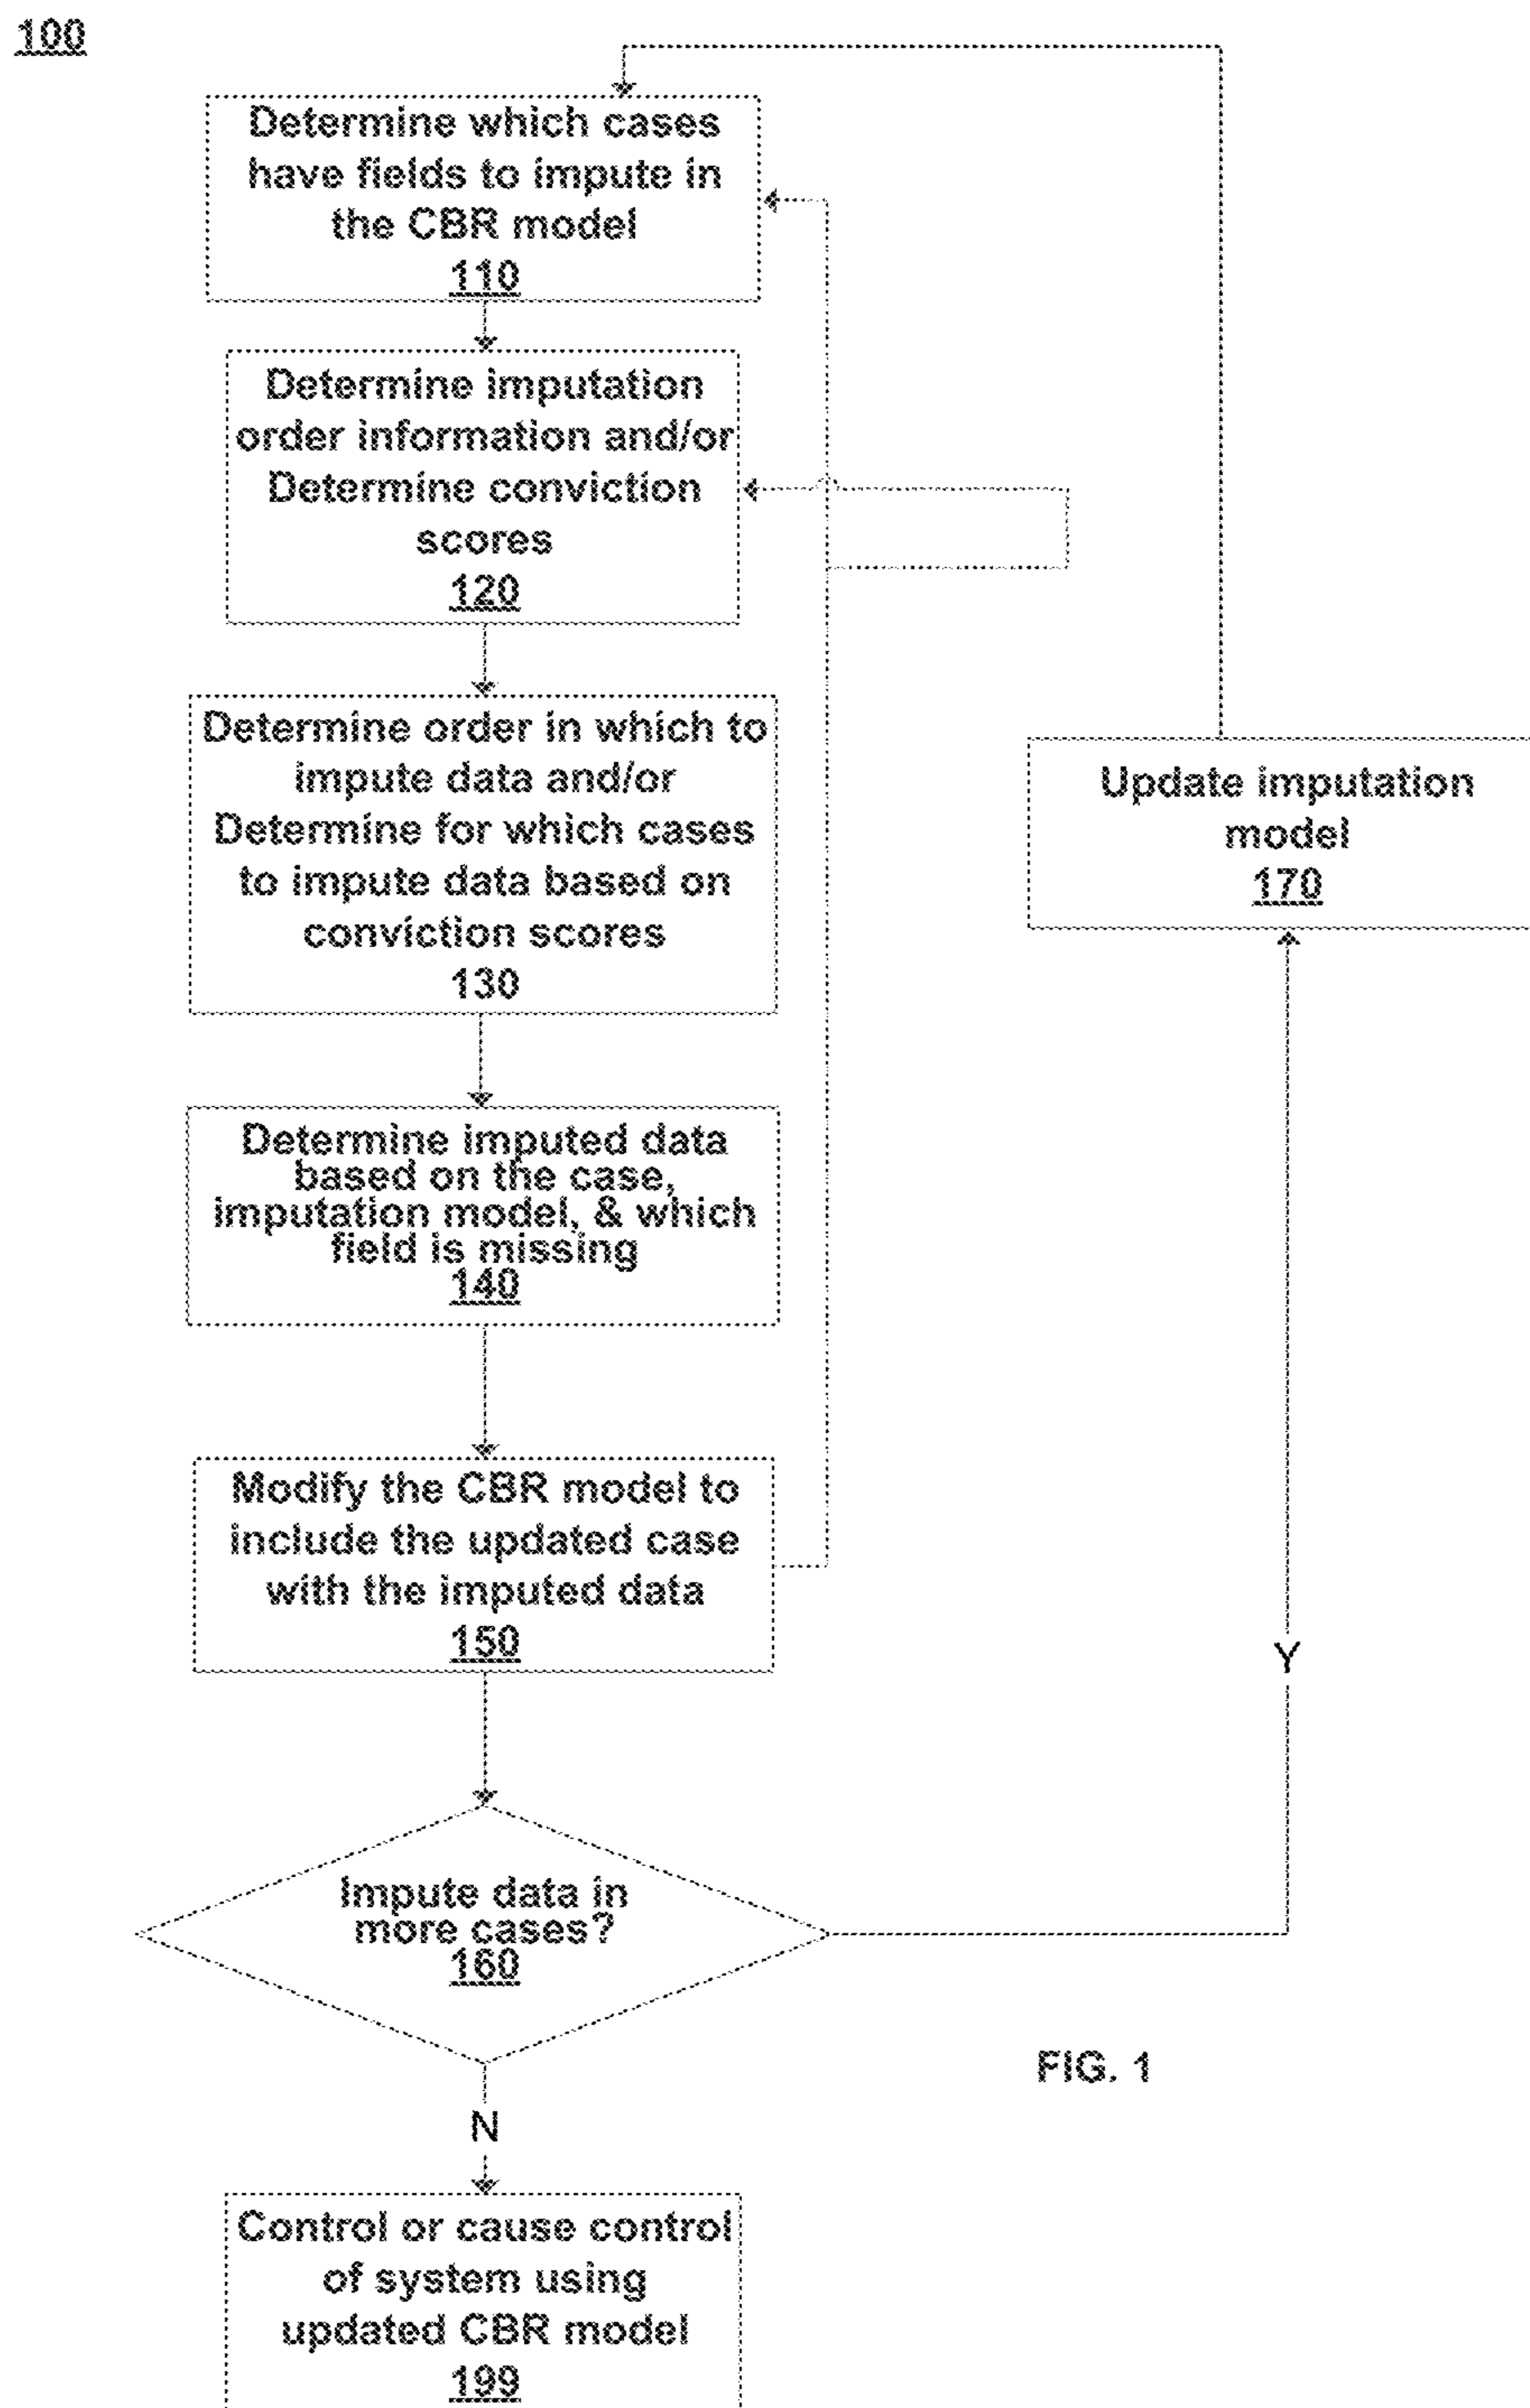 100
Determine which cases
have fields to impute in
the CBR model
110
Determine imputation
order information and/or
Determine conviction
scores
120
Determine order in which to
impute data and/or
Determine for which cases
to impute data based on
conviction scores
130
Update imputation
model
170
Determine imputed data
based on the case,
imputation model, & which
field is missing
140
Modify the CBR model to
include the updated case
with the imputed data
150
Y
Impute data in
more cases?
160
FIG. 1
N
Control or cause control
of system using
updated CBR model
199